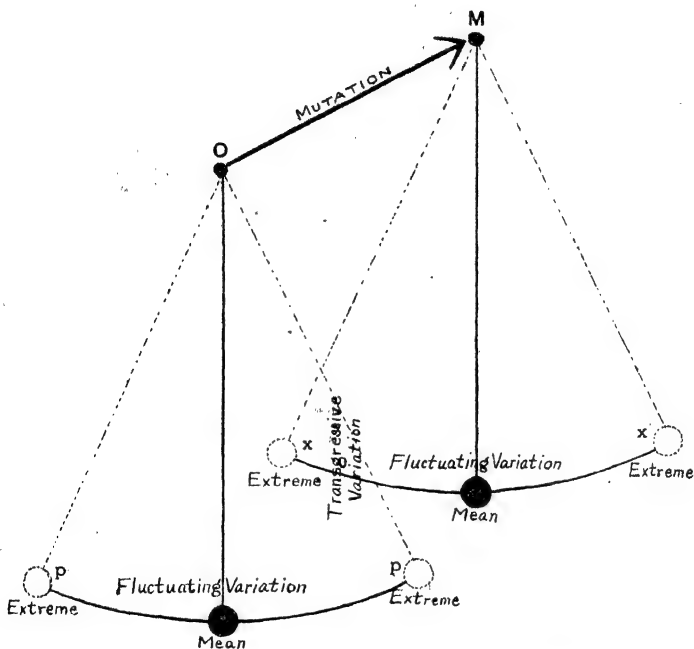 M
MUTATION
O
Transgressive
Variation
x
Fluctuating Variation
x
Extreme
Extreme
Mean
p
Fluctuating Variation
p
Extreme
Extreme
Mean